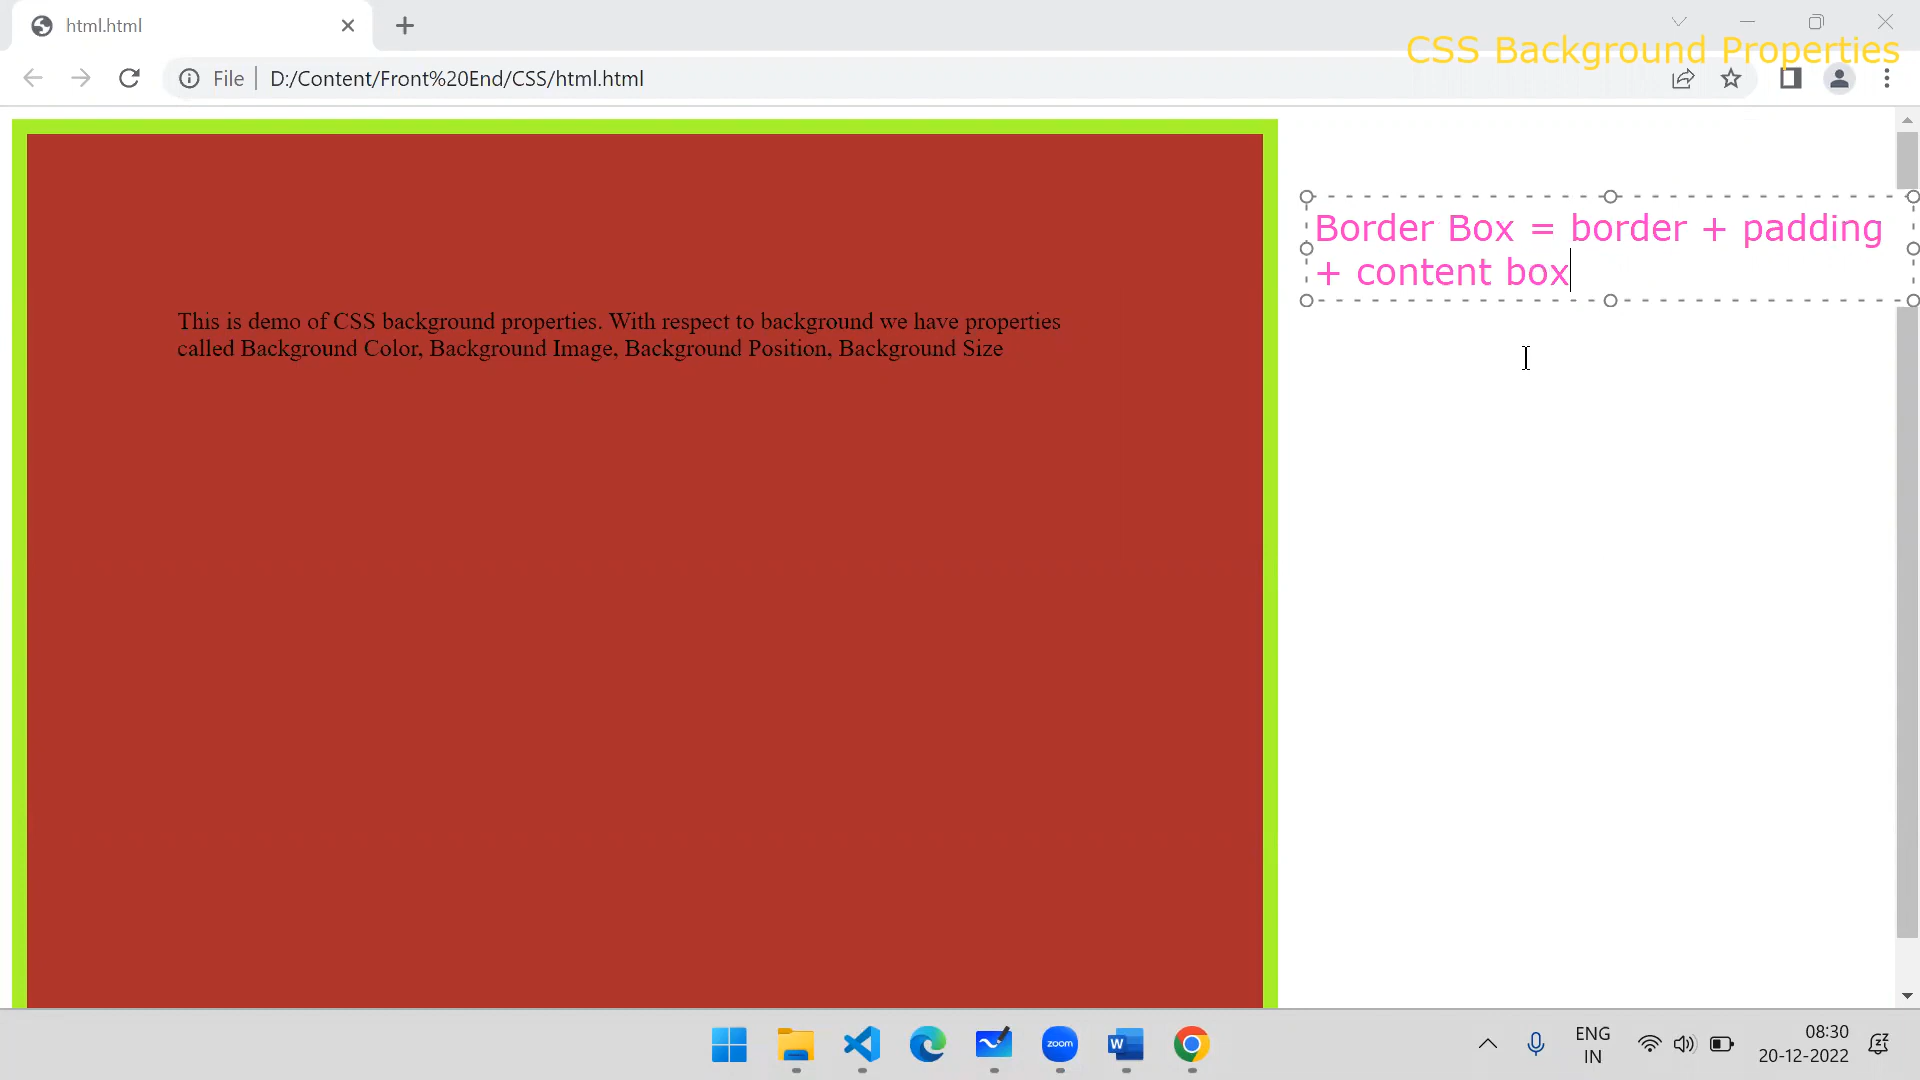 html.html
CSS Background Properties
File
D:/Content/Front%20End/CSS/html.html
Border Box = border + padding
+ content box
This is demo of CSS background properties. With respect to background we have properties
called Background Color, Background Image, Background Position, Background Size
zoom
W
ENG
IN
08:30
20-12-2022